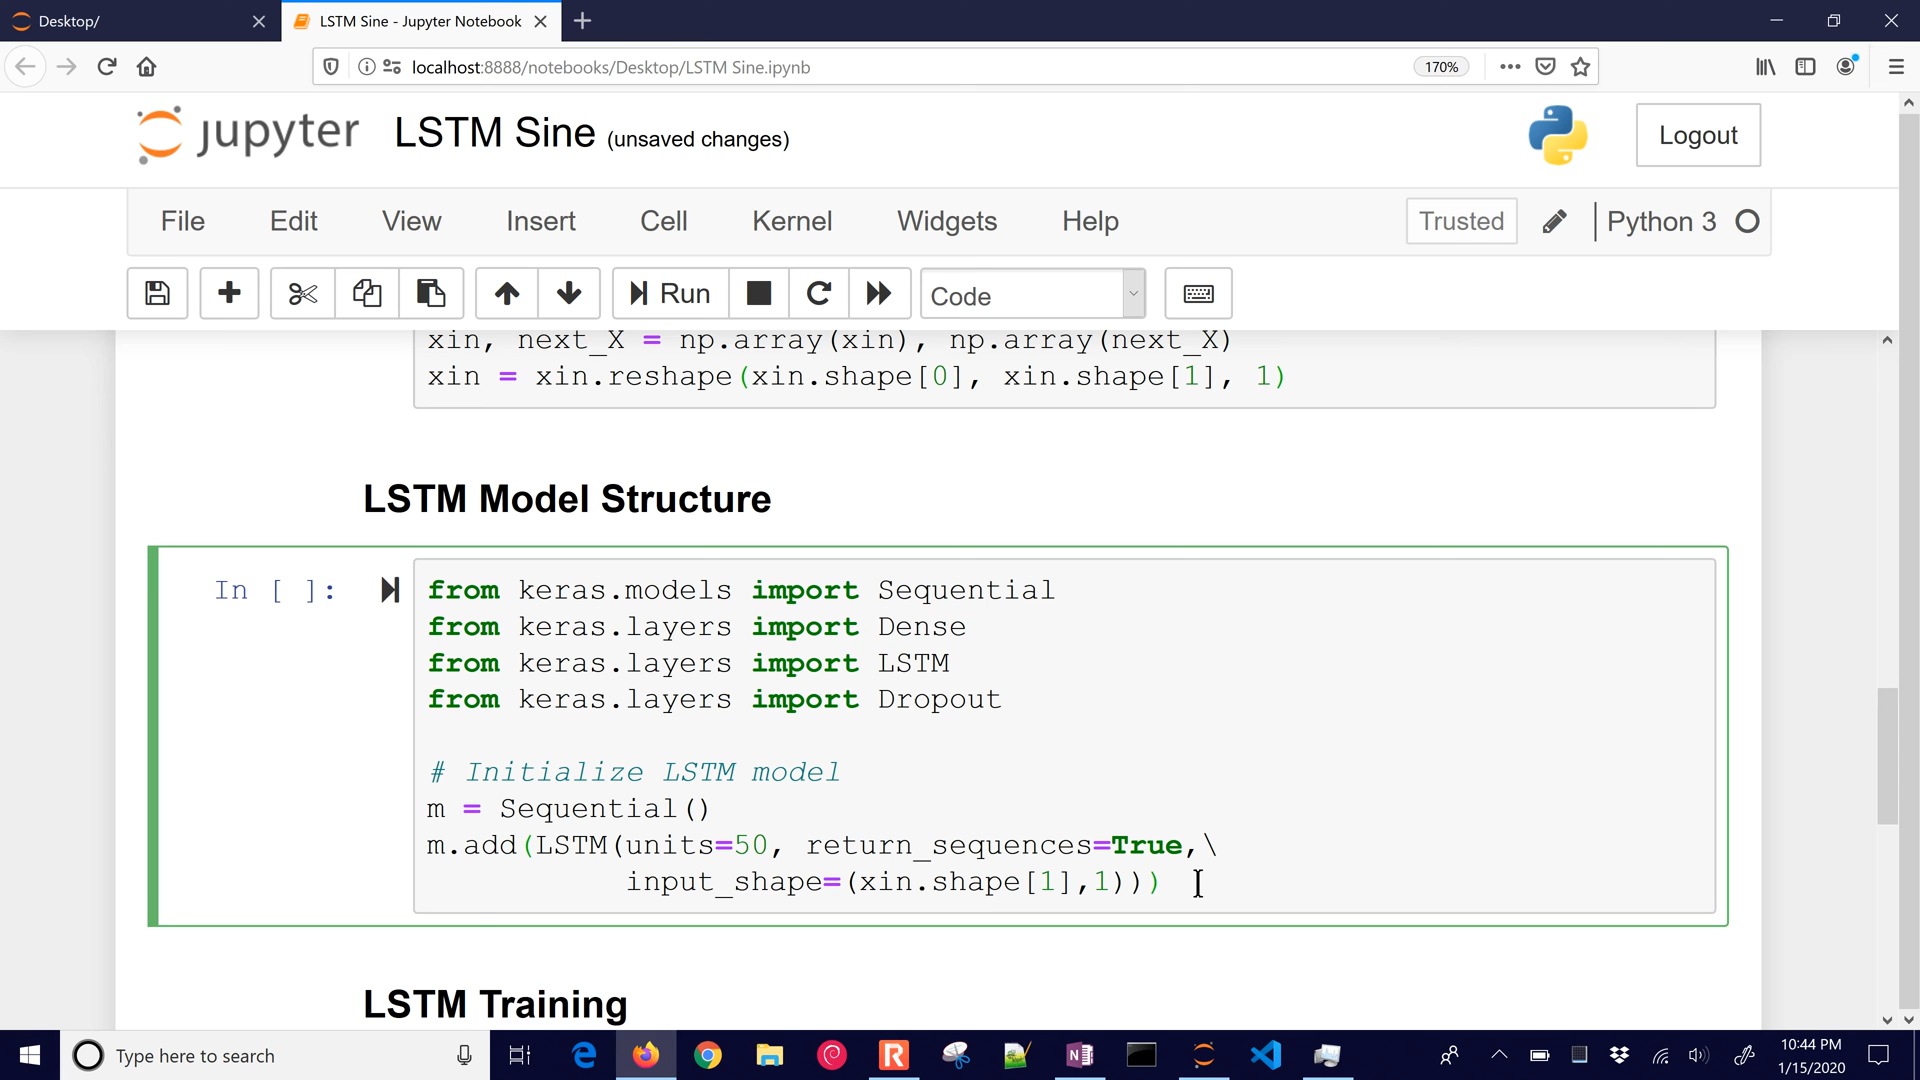 Desktop/
LSTM Sine - Jupyter Notebook
localhost:8888/notebooks/Desktop/LSTM Sine.ipynb
170%
jupyter LSTM Sine (unsaved changes)
Logout
File Edit View Insert Cell Kernel Widgets Help
Trusted
Python 3
Run
Code
xin, next_X = np.array(xin), np.array(next_X)
xin = xin.reshape(xin.shape[0], xin.shape[1], 1)
LSTM Model Structure
In [ ]:
from keras.models import Sequential
from keras.layers import Dense
from keras.layers import LSTM
from keras.layers import Dropout
# Initialize LSTM model
m = Sequential()
m.add(LSTM(units=50, return_sequences=True,\
input_shape=(xin.shape[1],1)))
LSTM Training
Type here to search
10:44 PM
1/15/2020